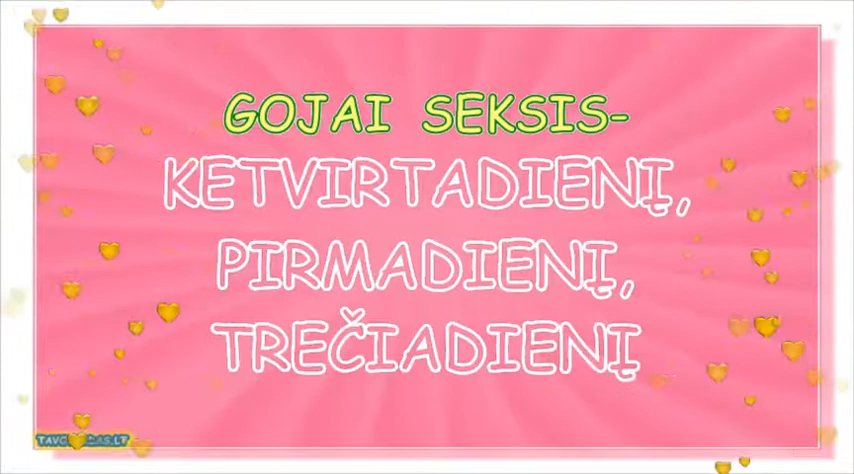 GOJAI SEKSIS-
KETVIRTADIENĮ,
PIRMADIENĮ,
TREČIADIENĮ